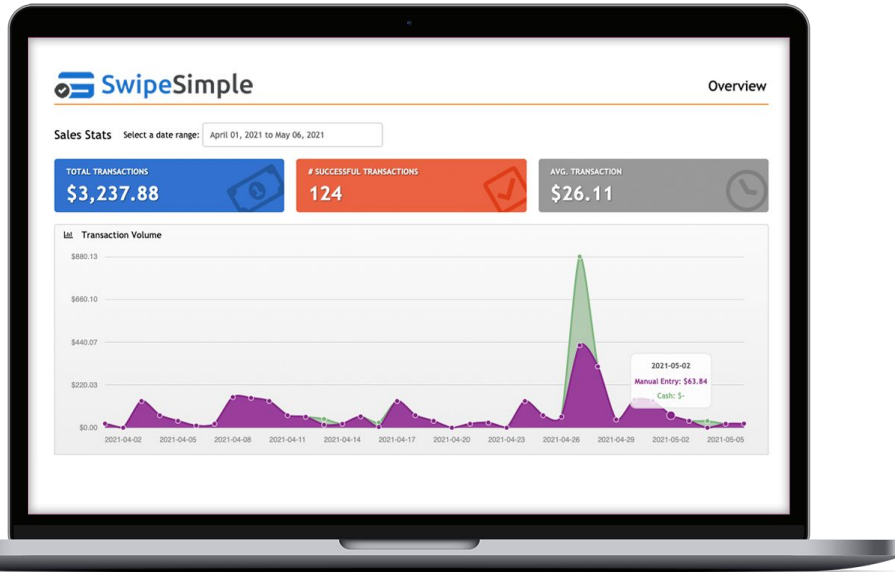 SwipeSimple
Overview
Sales Stats Select a date range: April 01, 2021 to May 06, 2021
TOTAL TRANSACTIONS
$3,237.88
# SUCCESSFUL TRANSACTIONS
124
AVG. TRANSACTION
$26.11
Transaction Volume
$880.13
$660.10
$440.07
$220.03
$0.00
2021-05-02
Manual Entry: $63.84
Cash: $-
2021-04-02 2021-04-05 2021-04-08 2021-04-11 2021-04-14 2021-04-17 2021-04-20 2021-04-23 2021-04-26 2021-04-29 2021-05-02 2021-05-05